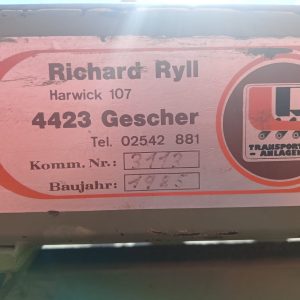 Richard Ryll
Harwick 107
4423 Gescher
Tel. 02542 881
Komm. Nr.: 3113
Baujahr: 1985
TRANSPORT
- ANLAGEN